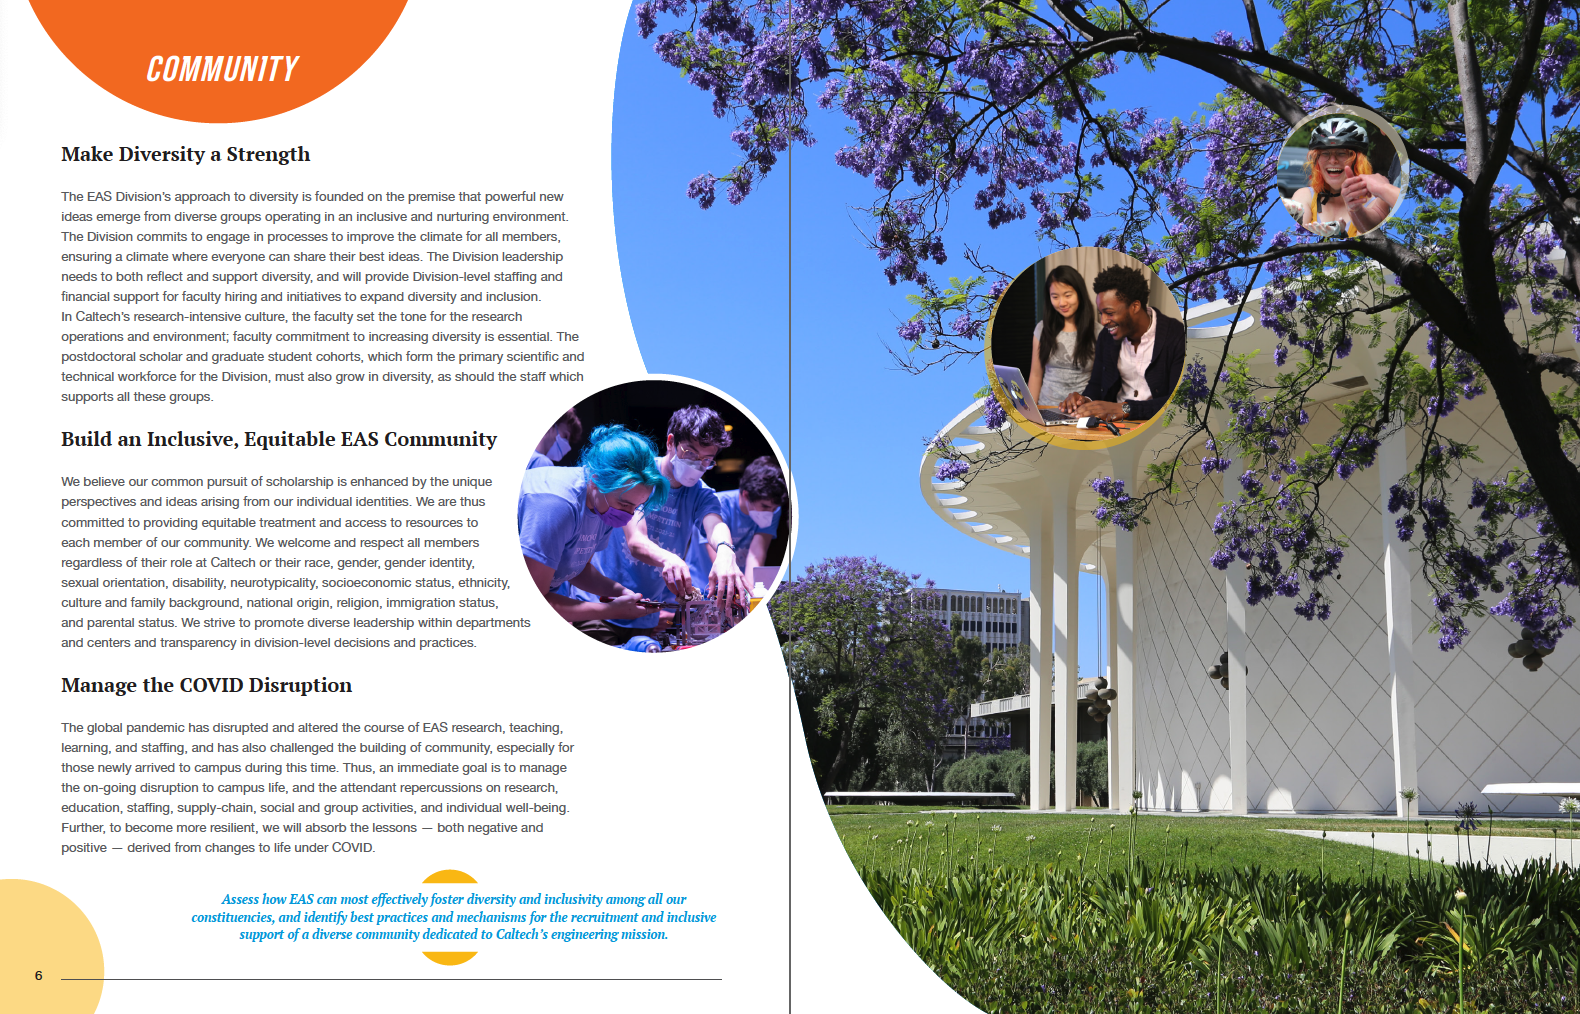 COMMUNITY
Make Diversity a Strength
The EAS Division's approach to diversity is founded on the premise that powerful new
ideas emerge from diverse groups operating in an inclusive and nurturing environment.
The Division commits to engage in processes to improve the climate for all members,
ensuring a climate where everyone can share their best ideas. The Division leadership
needs to both reflect and support diversity, and will provide Division-level staffing and
financial support for faculty hiring and initiatives to expand diversity and inclusion.
In Caltech's research-intensive culture, the faculty set the tone for the research
operations and environment; faculty commitment to increasing diversity is essential. The
postdoctoral scholar and graduate student cohorts, which form the primary scientific and
technical workforce for the Division, must also grow in diversity, as should the staff which
supports all these groups.
Build an Inclusive, Equitable EAS Community
We believe our common pursuit of scholarship is enhanced by the unique
perspectives and ideas arising from our individual identities. We are thus
committed to providing equitable treatment and access to resources to
each member of our community. We welcome and respect all members
regardless of their role at Caltech or their race, gender, gender identity,
sexual orientation, disability, neurotypicality, socioeconomic status, ethnicity,
culture and family background, national origin, religion, immigration status,
and parental status. We strive to promote diverse leadership within departments
and centers and transparency in division-level decisions and practices.
Manage the COVID Disruption
The global pandemic has disrupted and altered the course of EAS research, teaching,
learning, and staffing, and has also challenged the building of community, especially for
those newly arrived to campus during this time. Thus, an immediate goal is to manage
the on-going disruption to campus life, and the attendant repercussions on research,
education, staffing, supply-chain, social and group activities, and individual well-being.
Further, to become more resilient, we will absorb the lessons — both negative and
positive — derived from changes to life under COVID.
Assess how EAS can most effectively foster diversity and inclusivity among all our
constituencies, and identify best practices and mechanisms for the recruitment and inclusive
support of a diverse community dedicated to Caltech's engineering mission.
6